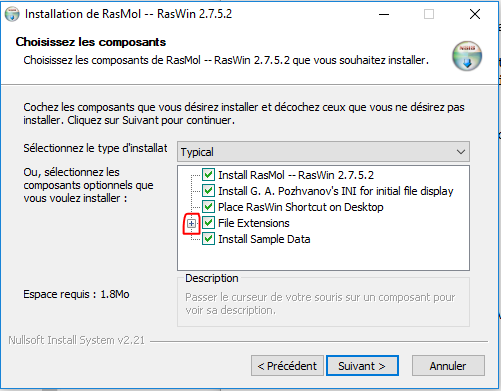 Installation de RasMol -- RasWin 2.7.5.2
Choisissez les composants
Choisissez les composants de RasMol -- RasWin 2.7.5.2 que vous souhaitez installer.
Cochez les composants que vous désirez installer et décochez ceux que vous ne désirez pas
installer. Cliquez sur Suivant pour continuer.
Sélectionnez le type d'installat
Typical
Ou, sélectionnez les
composants optionnels que
vous voulez installer :
Install RasMol -- RasWin 2.7.5.2
Install G. A. Pozhvanov's INI for initial file display
Place RasWin Shortcut on Desktop
File Extensions
Install Sample Data
Espace requis : 1.8Mo
Description
Passer le curseur de votre souris sur un composant pour
voir sa description.
Nullsoft Install System v2.21
< Précédent
Suivant >
Annuler